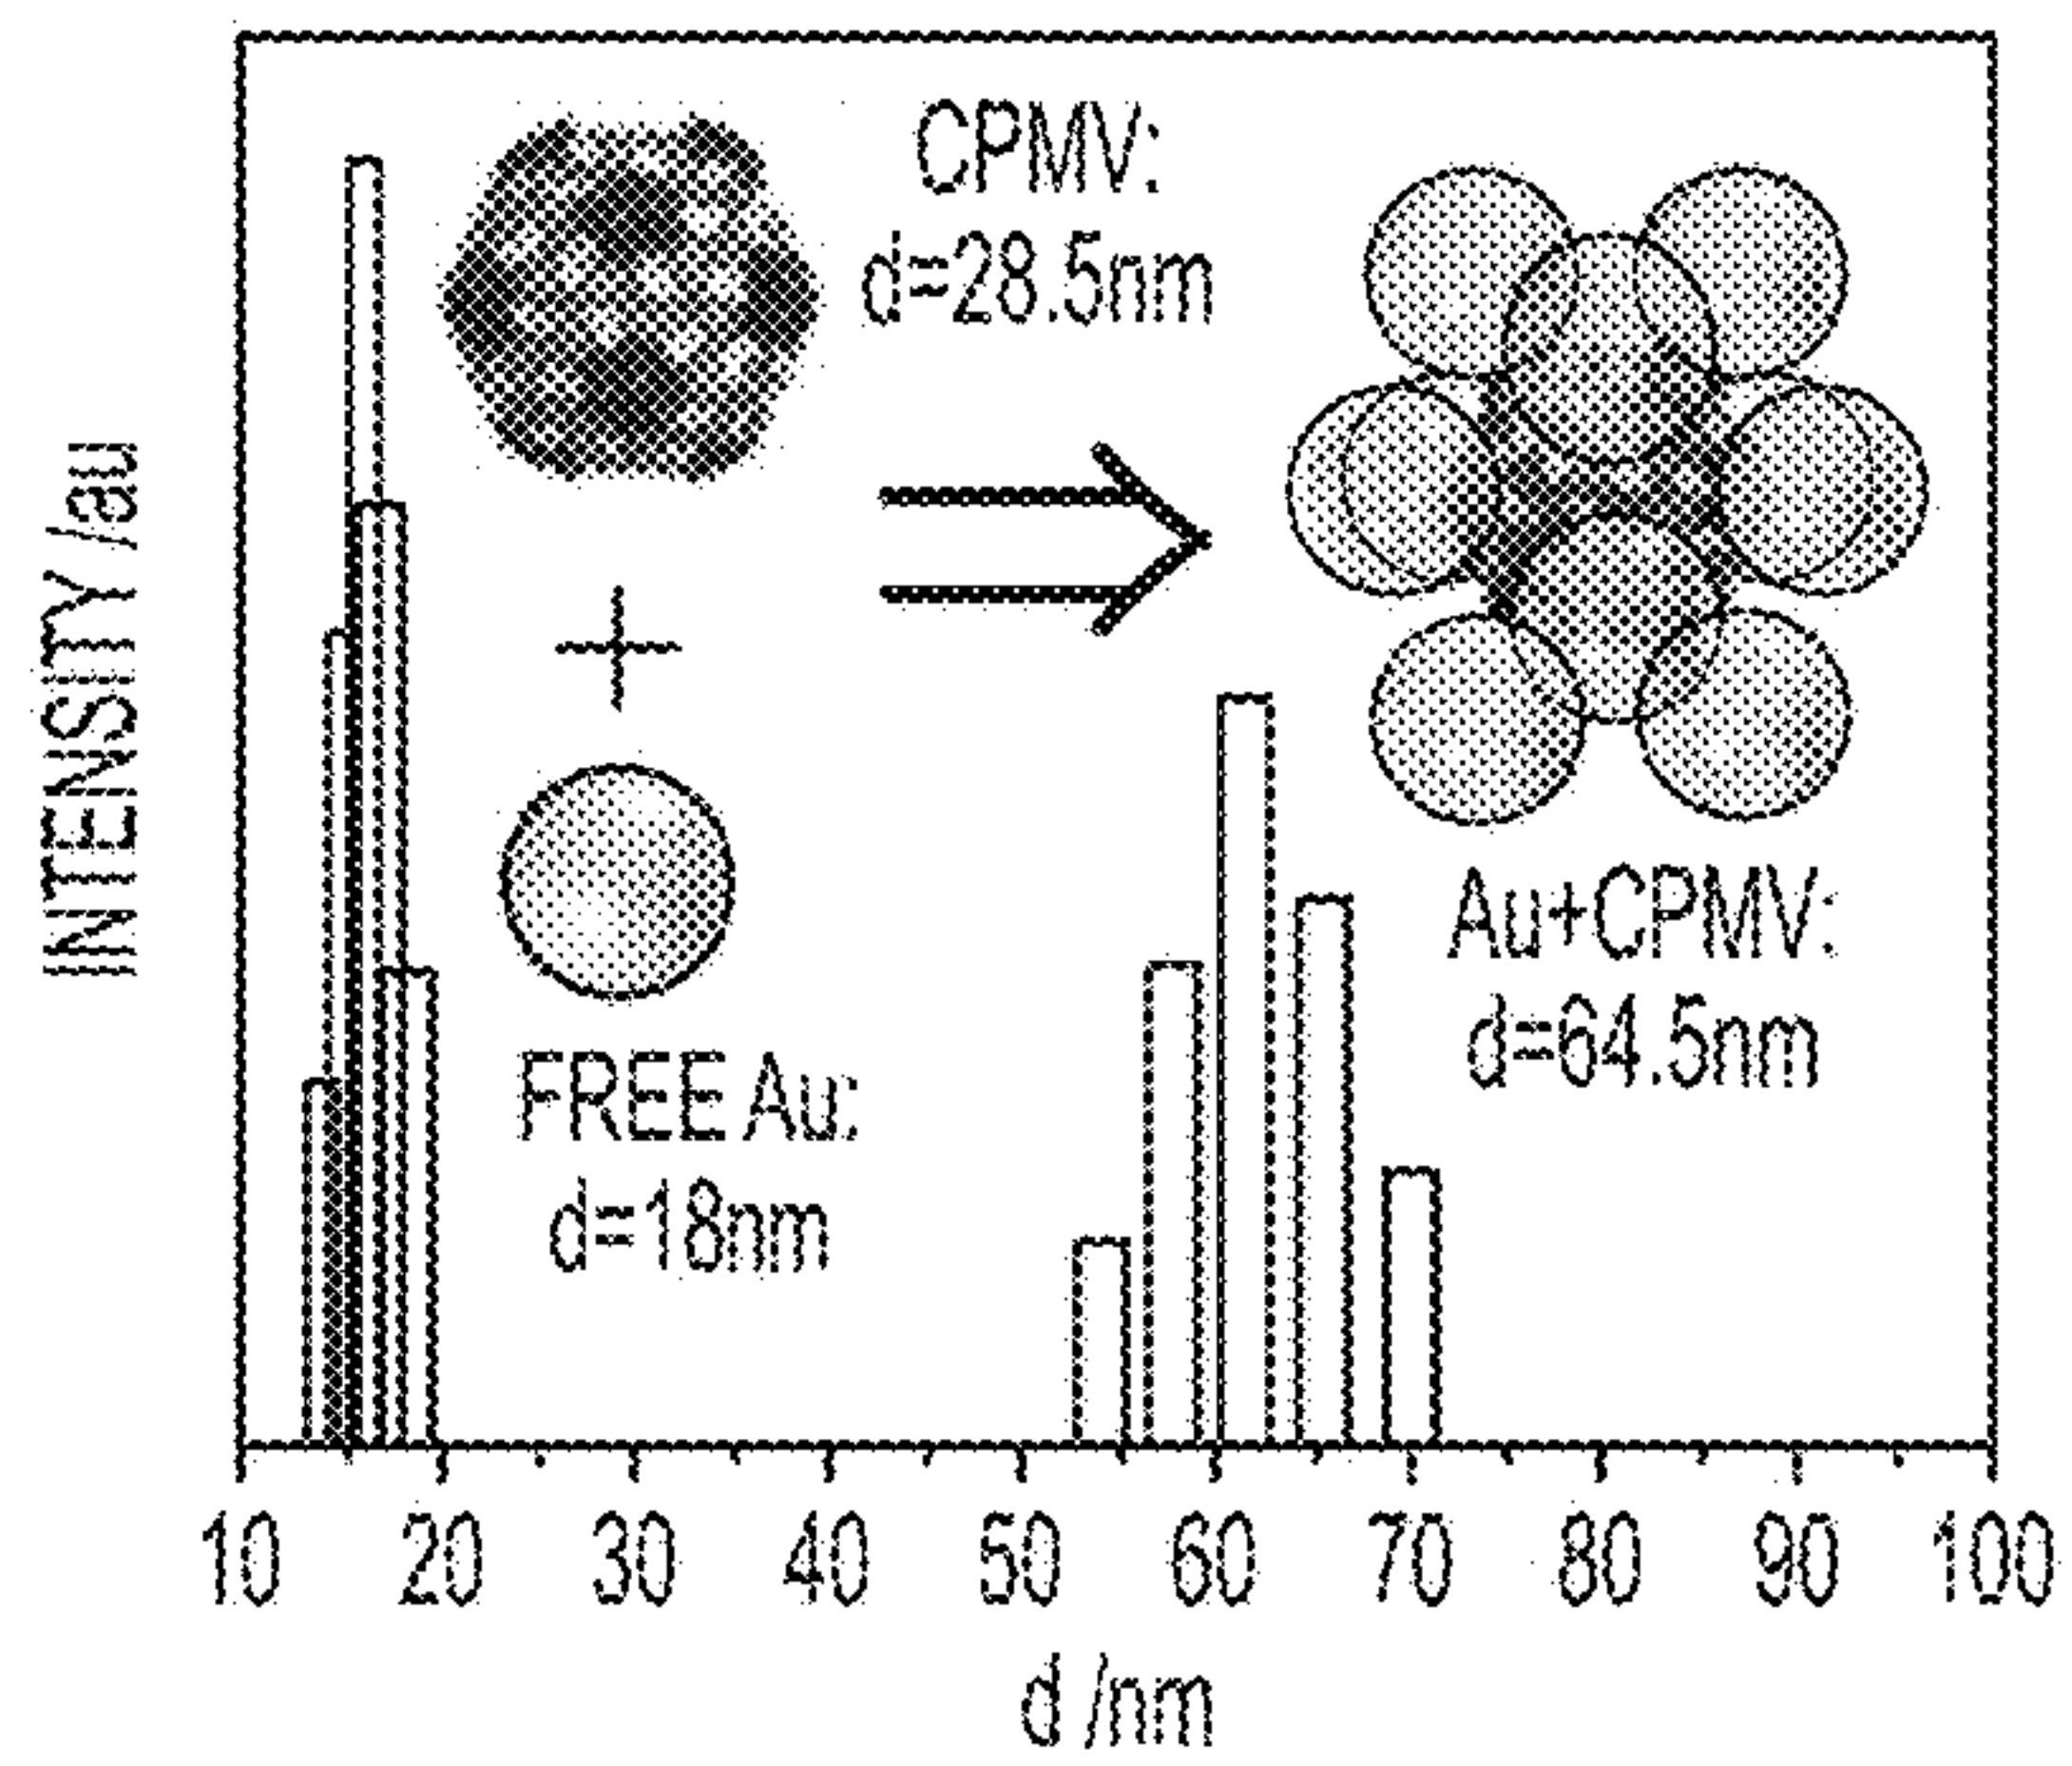 INTENSITY /au
CPMV:
d=28.5nm
+
FREE Au:
d=18nm
Au+CPMV:
d=64.5nm
10 20 30 40 50 60 70 80 90 100
d /nm